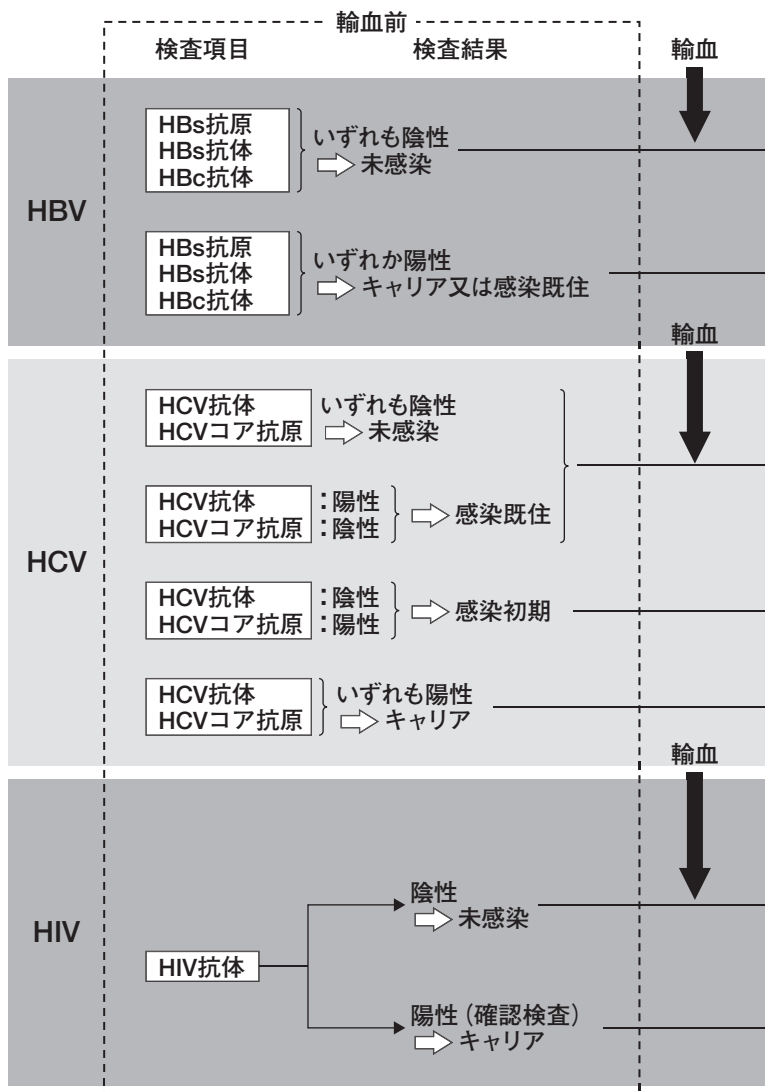 輸血前
検査項目 検査結果 輸血
HBV
HBs抗原
HBs抗体
HBc抗体
いずれも陰性
未感染
HBs抗原
HBs抗体
HBc抗体
いずれか陽性
キャリア又は感染既住
輸血
HCV
HCV抗体
HCVコア抗原
いずれも陰性
未感染
HCV抗体 :陽性
HCVコア抗原 :陰性
感染既住
HCV抗体 :陰性
HCVコア抗原 :陽性
感染初期
HCV抗体
HCVコア抗原
いずれも陽性
キャリア
輸血
HIV
HIV抗体
陰性
未感染
陽性(確認検査)
キャリア